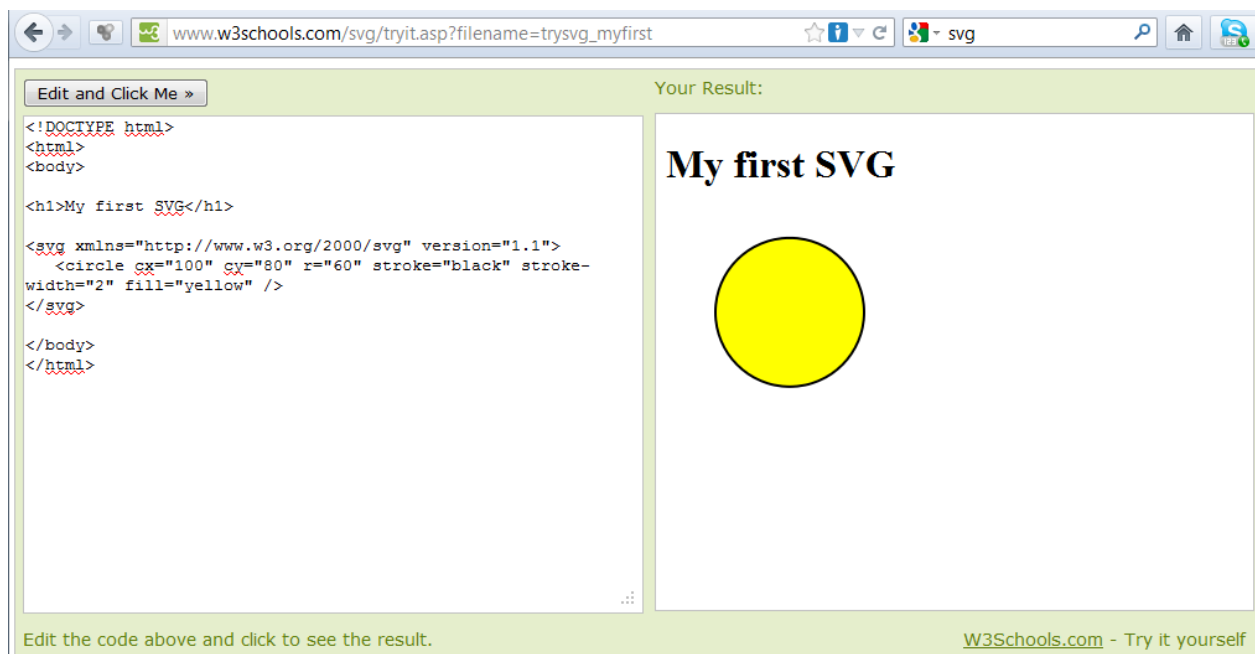 www.w3schools.com/svg/tryit.asp?filename=trysvg_myfirst
svg
Edit and Click Me »
Your Result:
<!DOCTYPE html>
<html>
<body>
<h1>My first SVG</h1>
<svg xmlns="http://www.w3.org/2000/svg" version="1.1">
<circle cx="100" cy="80" r="60" stroke="black" stroke-
width="2" fill="yellow" />
</svg>
</body>
</html>
My first SVG
Edit the code above and click to see the result.
W3Schools.com - Try it yourself